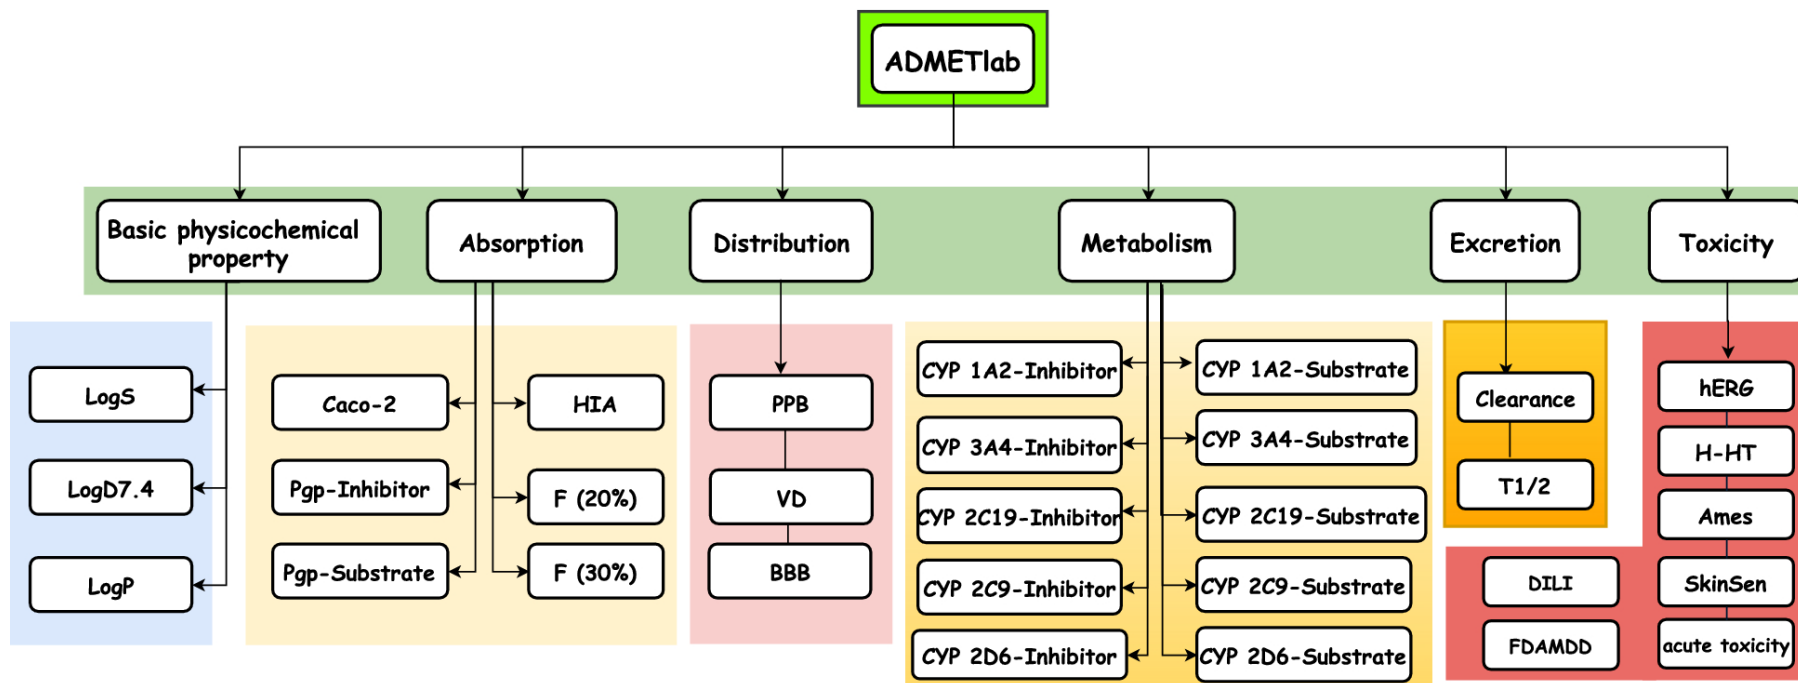 ADMETlab
Basic physicochemical
property
Absorption
Distribution
Metabolism
Excretion
Toxicity
LogS
LogD7.4
LogP
Caco-2
HIA
Pgp-Inhibitor
F (20%)
Pgp-Substrate
F (30%)
PPB
VD
BBB
CYP 1A2-Inhibitor
CYP 1A2-Substrate
CYP 3A4-Inhibitor
CYP 3A4-Substrate
CYP 2C19-Inhibitor
CYP 2C19-Substrate
CYP 2C9-Inhibitor
CYP 2C9-Substrate
CYP 2D6-Inhibitor
CYP 2D6-Substrate
Clearance
T1/2
hERG
H-HT
Ames
SkinSen
acute toxicity
DILI
FDAMDD